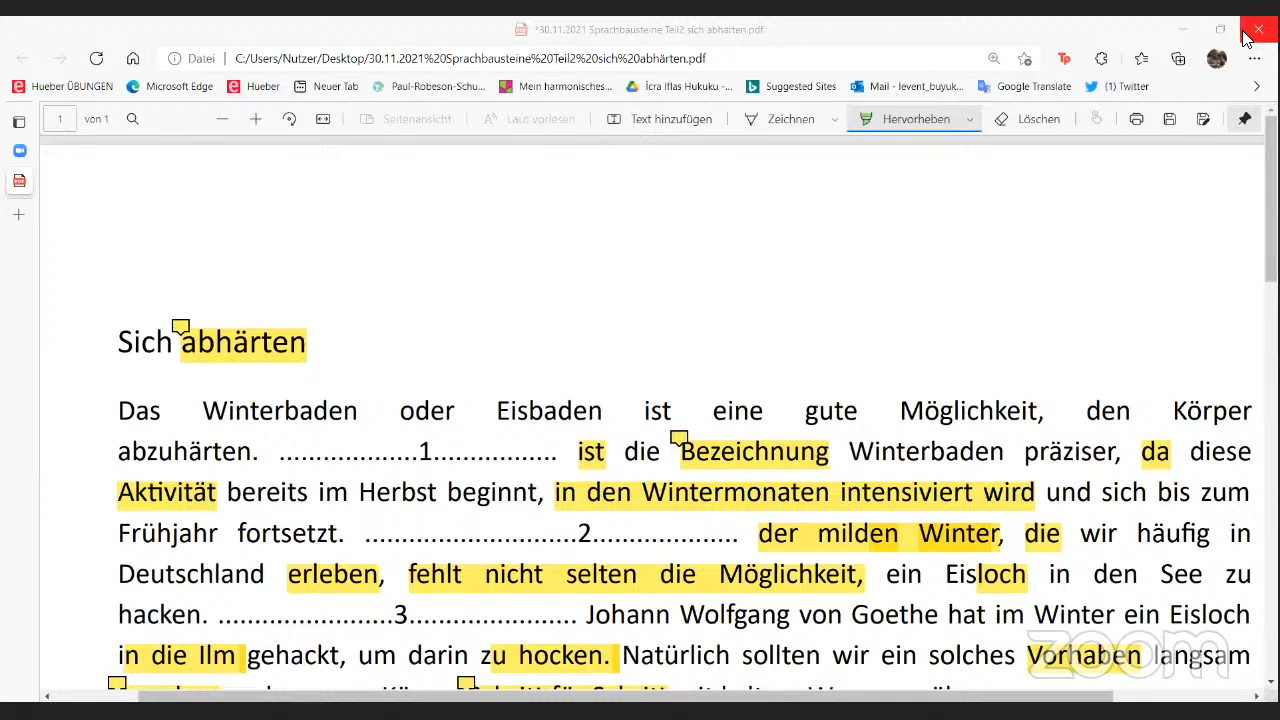 *30.11.2021 Sprachbausteine Teil2 sich abhärten.pdf
Datei | C:/Users/Nutzer/Desktop/30.11.2021%20Sprachbausteine%20Teil2%20sich%20abhärten.pdf
Huebe ÜBUNGEN Microsoft Edge Hueber Neuer Tab Paul-Robeson-Schu... Mein harmonisches... İcra Iflas Hukuku -... Suggested Sites Mail - levent_buyuk... Google Translate (1) Twitter
1 von 1 Seitenansicht Laut vorlesen Text hinzufügen Zeichnen Hervorheben Löschen
Sich abhärten
Das Winterbaden oder Eisbaden ist eine gute Möglichkeit, den Körper
abzuhärten. ...................1................ ist die Bezeichnung Winterbaden präziser, da diese
Aktivität bereits im Herbst beginnt, in den Wintermonaten intensiviert wird und sich bis zum
Frühjahr fortsetzt. .............................2.................... der milden Winter, die wir häufig in
Deutschland erleben, fehlt nicht selten die Möglichkeit, ein Eisloch in den See zu
hacken. ........................3....................... Johann Wolfgang von Goethe hat im Winter ein Eisloch
in die Ilm gehackt, um darin zu hocken. Natürlich sollten wir ein solches Vorhaben langsam
zoom